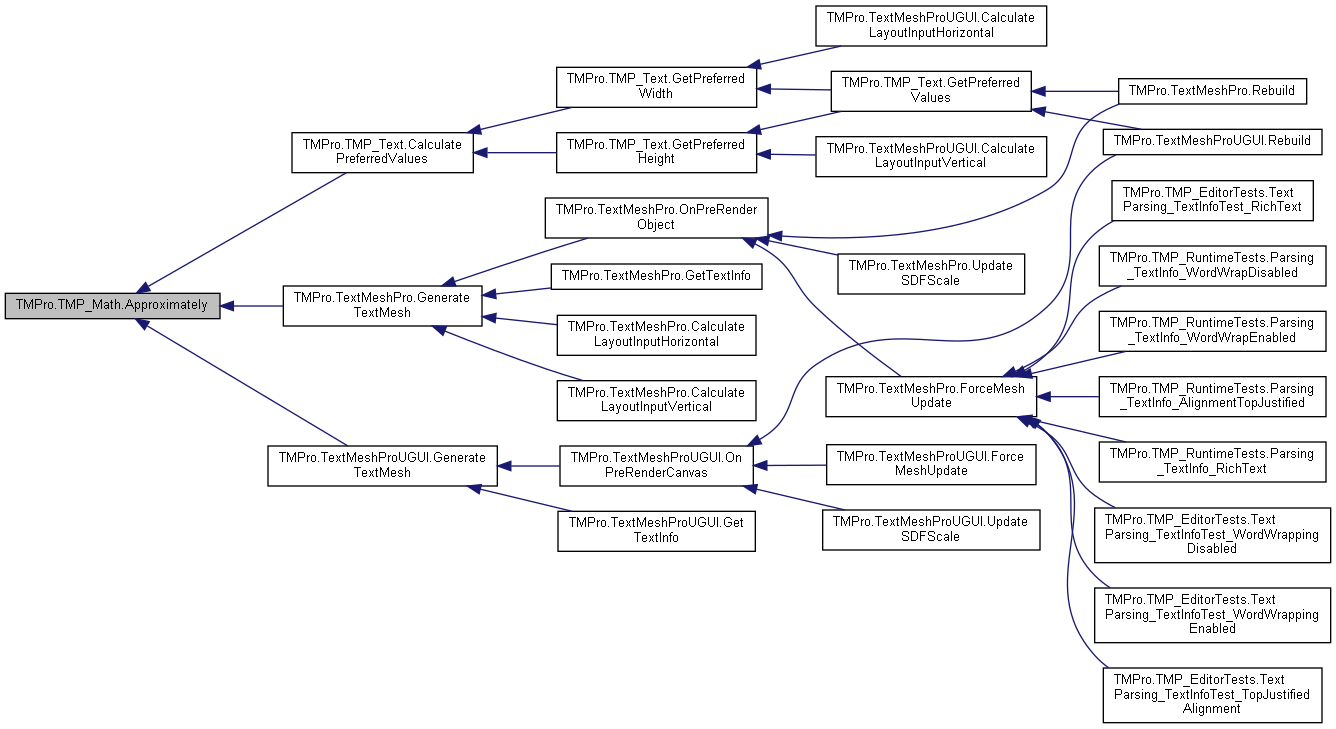 TMPro.TextMeshProUGUI.Calculate
LayoutInputHorizontal
TMPro.TMP_Text.GetPreferred
Width
TMPro.TMP_Text.GetPreferred
Values
TMPro.TextMeshPro.Rebuild
TMPro.TMP_Text.Calculate
PreferredValues
TMPro.TMP_Text.GetPreferred
Height
TMPro.TextMeshProUGUI.Calculate
LayoutInputVertical
TMPro.TextMeshProUGUI.Rebuild
TMPro.TMP_EditorTests.Text
Parsing_TextInfoTest_RichText
TMPro.TextMeshPro.OnPreRender
Object
TMPro.TextMeshPro.Update
SDFScale
TMPro.TMP_RuntimeTests.Parsing
_TextInfo_WordWrapDisabled
TMPro.TextMeshPro.GetTextInfo
TMPro.TMP_Math.Approximately
TMPro.TextMeshPro.Generate
TextMesh
TMPro.TextMeshPro.Calculate
LayoutInputHorizontal
TMPro.TMP_RuntimeTests.Parsing
_TextInfo_WordWrapEnabled
TMPro.TextMeshPro.Calculate
LayoutInputVertical
TMPro.TextMeshPro.ForceMesh
Update
TMPro.TMP_RuntimeTests.Parsing
_TextInfo_AlignmentTopJustified
TMPro.TextMeshProUGUI.Generate
TextMesh
TMPro.TextMeshProUGUI.On
PreRenderCanvas
TMPro.TextMeshProUGUI.Force
MeshUpdate
TMPro.TMP_RuntimeTests.Parsing
_TextInfo_RichText
TMPro.TextMeshProUGUI.Get
TextInfo
TMPro.TextMeshProUGUI.Update
SDFScale
TMPro.TMP_EditorTests.Text
Parsing_TextInfoTest_WordWrapping
Disabled
TMPro.TMP_EditorTests.Text
Parsing_TextInfoTest_WordWrapping
Enabled
TMPro.TMP_EditorTests.Text
Parsing_TextInfoTest_TopJustified
Alignment